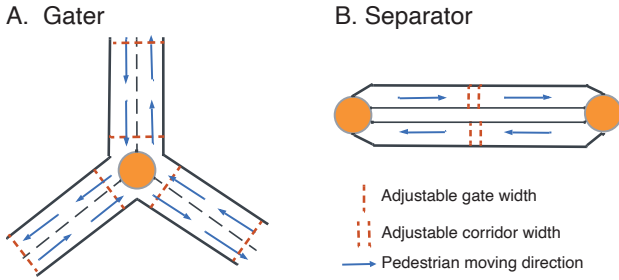 A. Gater
B. Separator
Adjustable gate width
Adjustable corridor width
Pedestrian moving direction